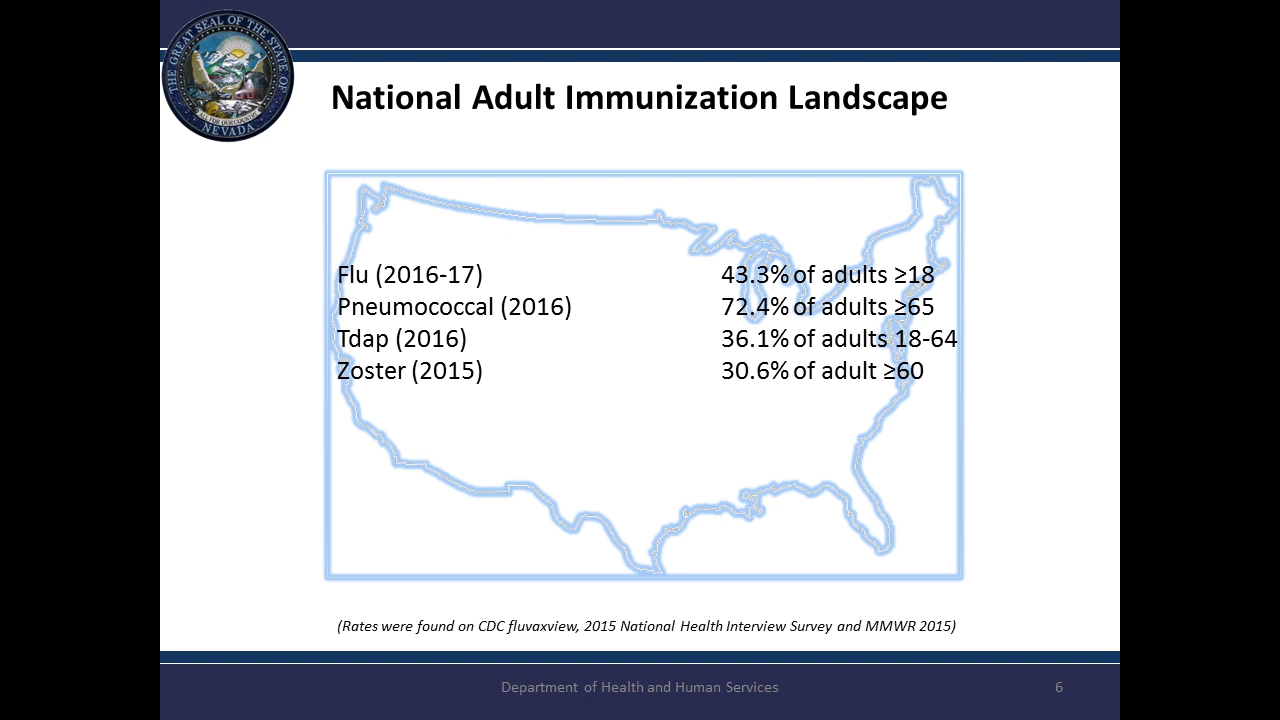 THE GREAT SEAL OF THE STATE OF
ALL FOR OUR COUNTRY
NEVADA
National Adult Immunization Landscape
Flu (2016-17) 43.3% of adults ≥18
Pneumococcal (2016) 72.4% of adults ≥65
Tdap (2016) 36.1% of adults 18-64
Zoster (2015) 30.6% of adult ≥60
(Rates were found on CDC fluvaxview, 2015 National Health Interview Survey and MMWR 2015)
Department of Health and Human Services 6